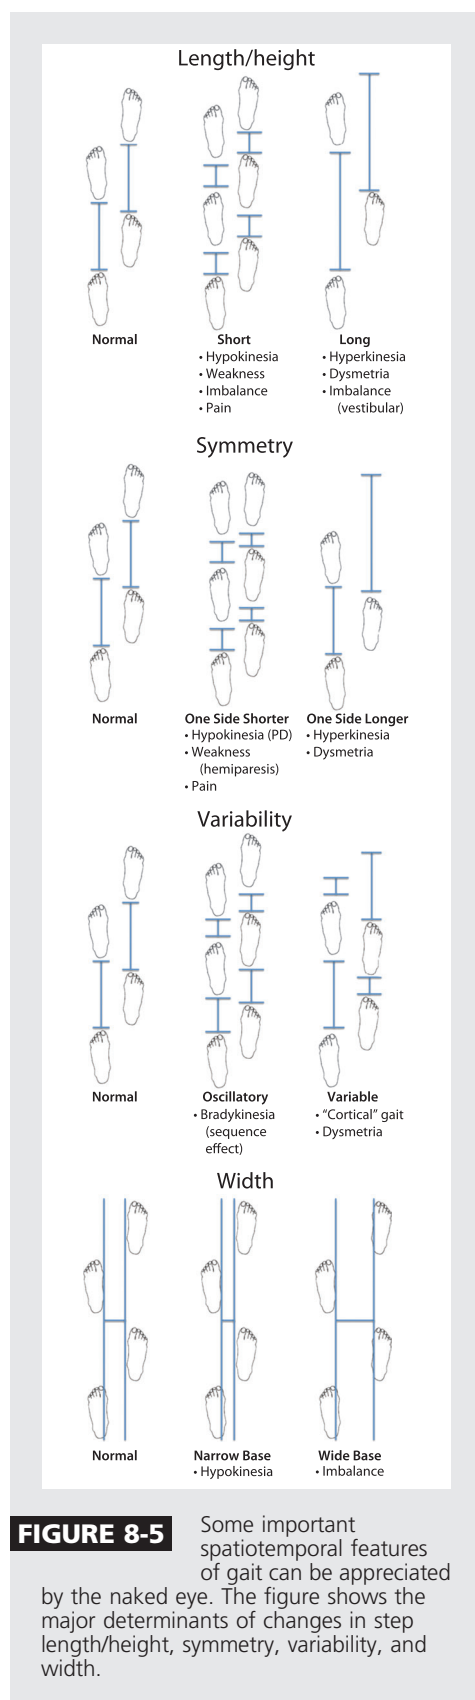 Length/height
Normal
Short
• Hypokinesia
• Weakness
• Imbalance
• Pain
Long
• Hyperkinesia
• Dysmetria
• Imbalance
(vestibular)
Symmetry
Normal
One Side Shorter
• Hypokinesia (PD)
• Weakness
(hemiparesis)
• Pain
One Side Longer
• Hyperkinesia
• Dysmetria
Variability
Normal
Oscillatory
• Bradykinesia
(sequence
effect)
Variable
• “Cortical” gait
• Dysmetria
Width
Normal
Narrow Base
• Hypokinesia
Wide Base
• Imbalance
FIGURE 8-5
Some important
spatiotemporal features
of gait can be appreciated
by the naked eye. The figure shows the
major determinants of changes in step
length/height, symmetry, variability, and
width.